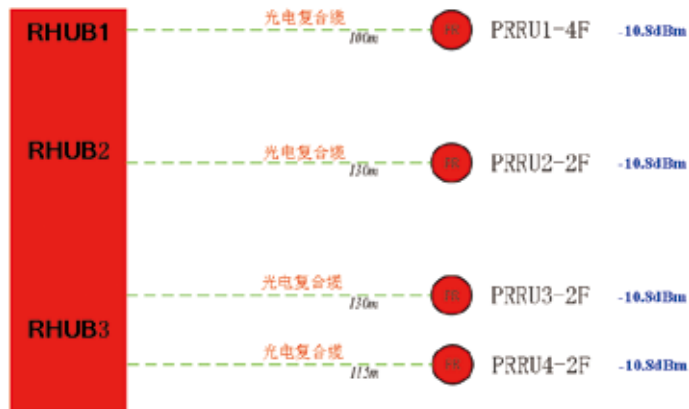 RHUB1
光电复合缆
100m
PRRU1-4F
-10.8dBm
RHUB2
光电复合缆
130m
PRRU2-2F
-10.8dBm
光电复合缆
130m
PRRU3-2F
-10.8dBm
RHUB3
光电复合缆
115m
PRRU4-2F
-10.8dBm